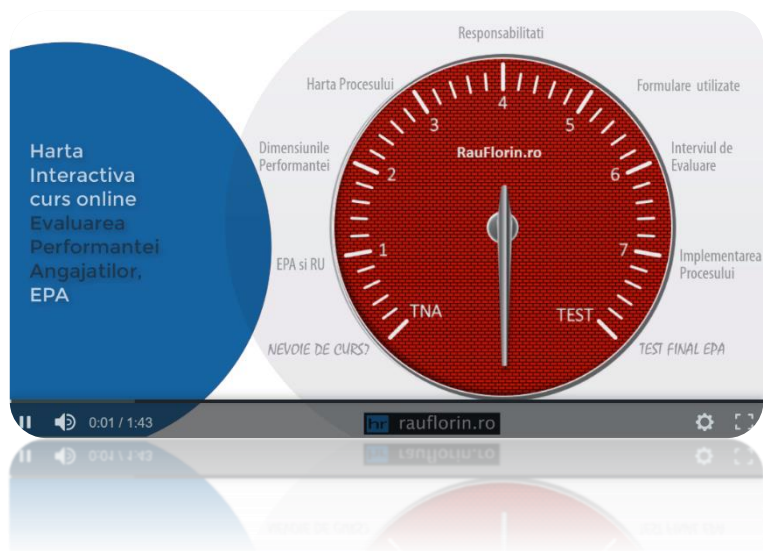 Harta
Interactiva
curs online
Evaluarea
Performantei
Angajatilor,
EPA
Responsabilitati
Harta Procesului
Formulare utilizate
Dimensiunile
Performantei
Interviul de
Evaluare
EPA si RU
Implementarea
Procesului
NEVOIE DE CURS?
TEST FINAL EPA
RauFlorin.ro
TNA
1
2
3
4
5
6
7
TEST
0:01 / 1:43
hr rauflorin.ro